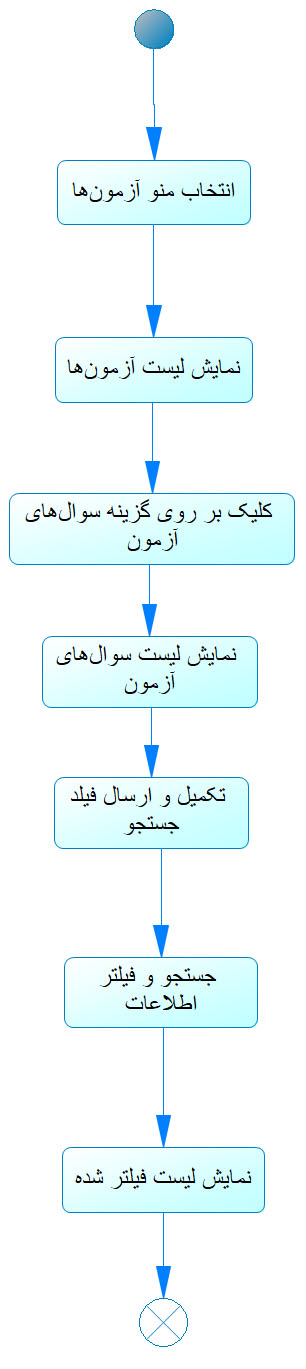 انتخاب منو آزمون‌ها
نمایش لیست آزمون‌ها
کلیک بر روی گزینه سوال‌های
آزمون
نمایش لیست سوال‌های
آزمون
تکمیل و ارسال فیلد
جستجو
جستجو و فیلتر
اطلاعات
نمایش لیست فیلتر شده